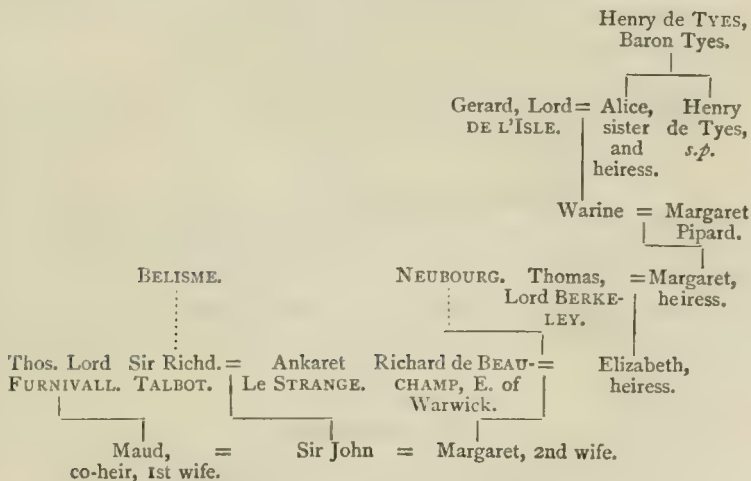 Henry de TYES,
Baron Tyes.
Gerard, Lord = Alice, Henry
DE L'ISLE. sister de Tyes,
and s.p.
heiress.
Warine = Margaret
Pipard.
BELISME. NEUBOURG. Thomas, = Margaret,
Lord BERKE- heiress.
LEY.
Thos. Lord Sir Richd. = Ankaret Richard de BEAU- = Elizabeth,
FURNIVALL. TALBOT. Le STRANGE. CHAMP, E. of heiress.
Warwick.
Maud, = Sir John = Margaret, 2nd wife.
co-heir, 1st wife.